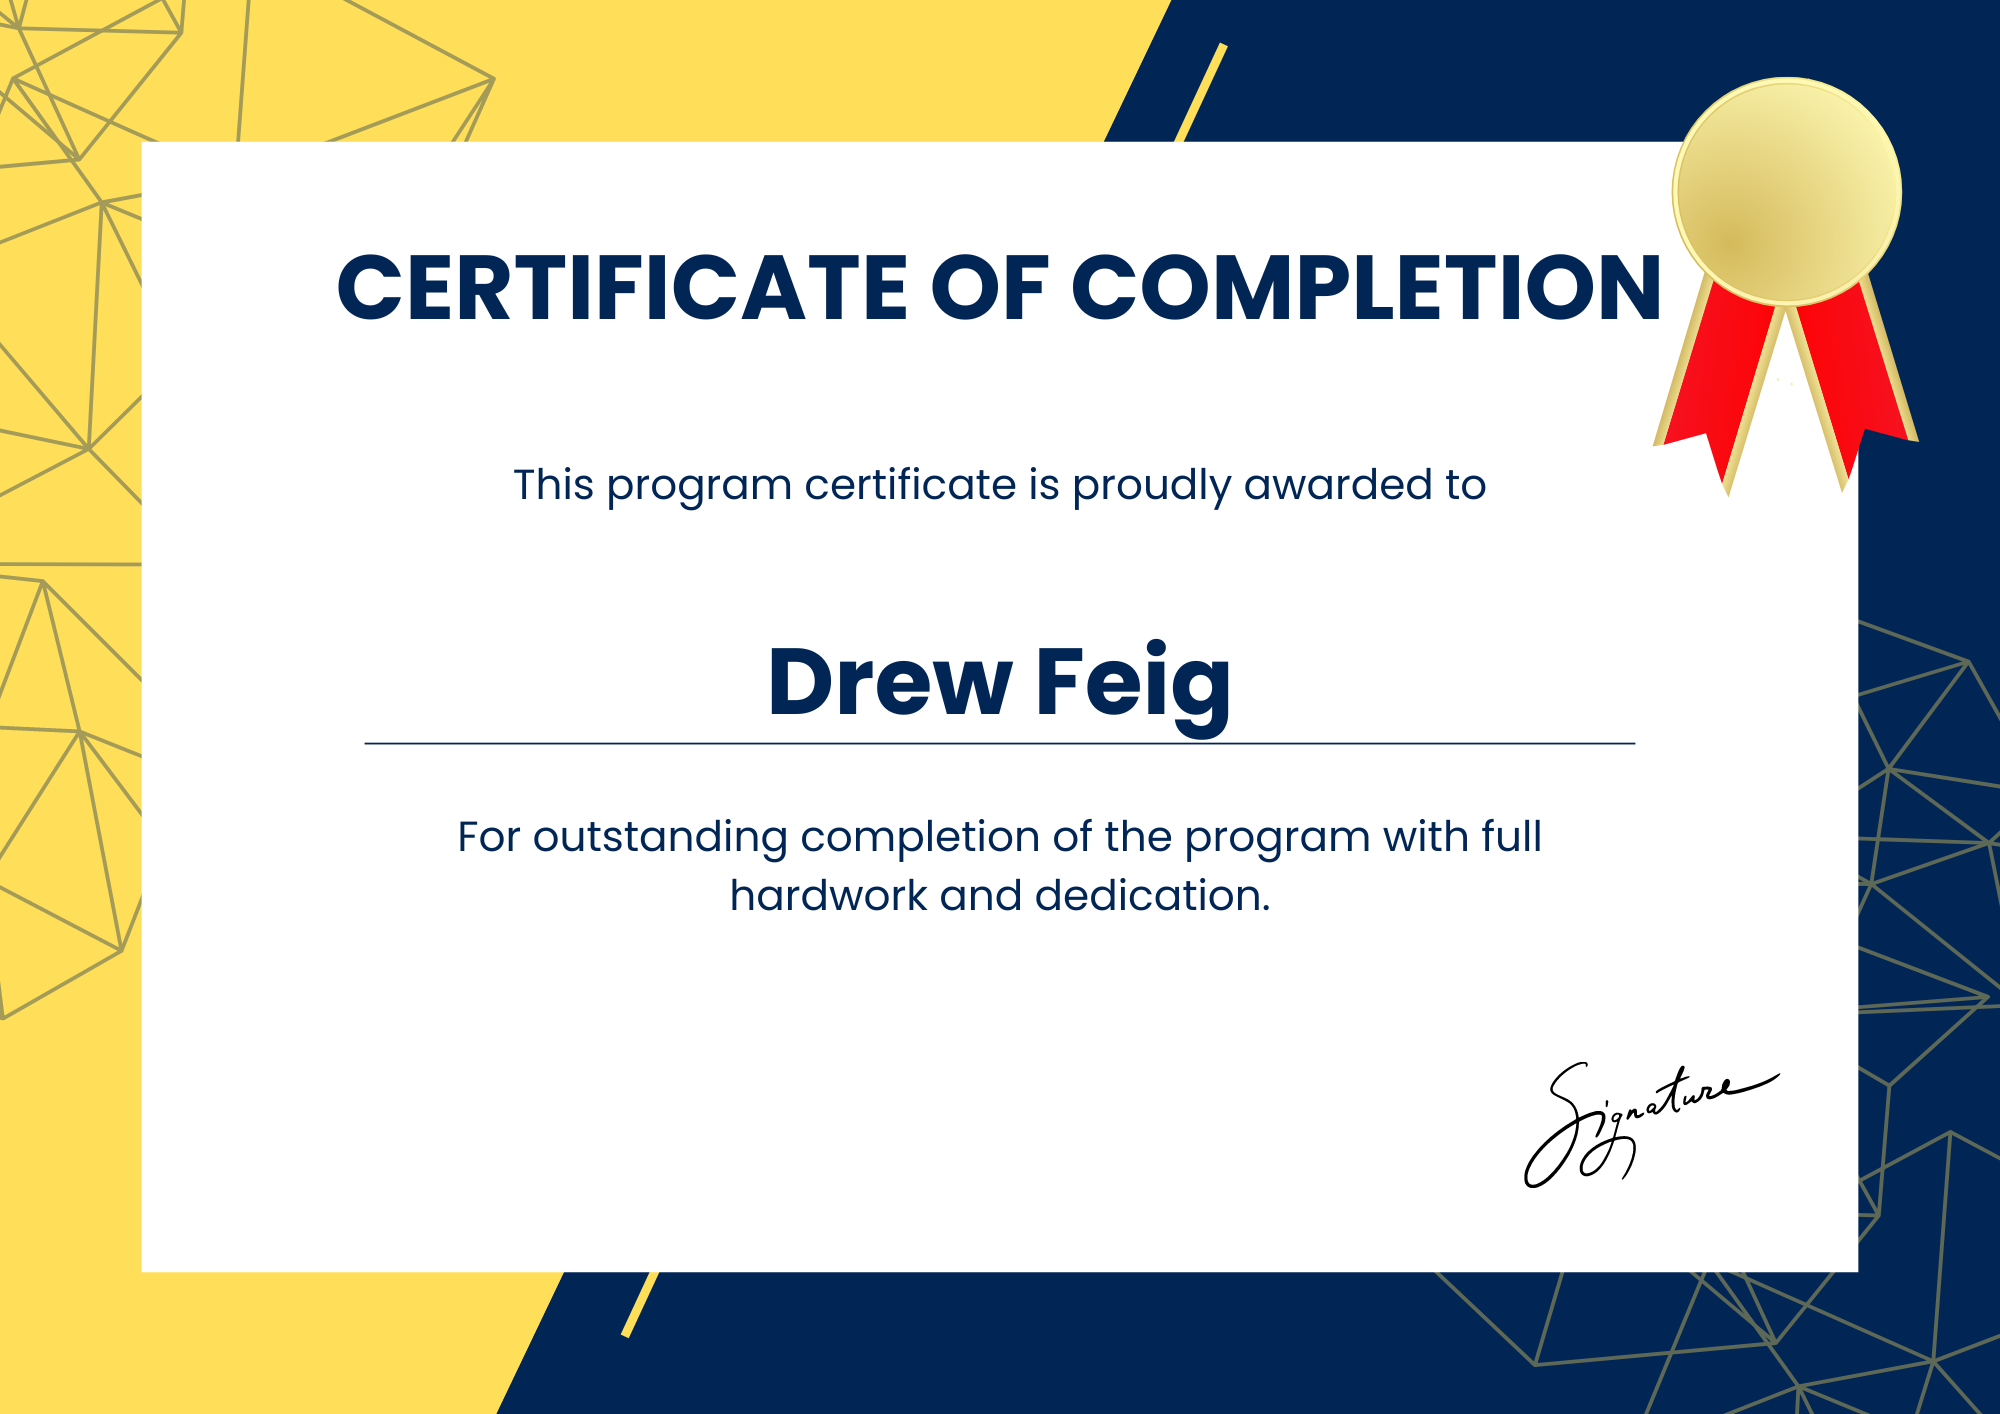 CERTIFICATE OF COMPLETION
This program certificate is proudly awarded to
Drew Feig
For outstanding completion of the program with full
hardwork and dedication.
Signature